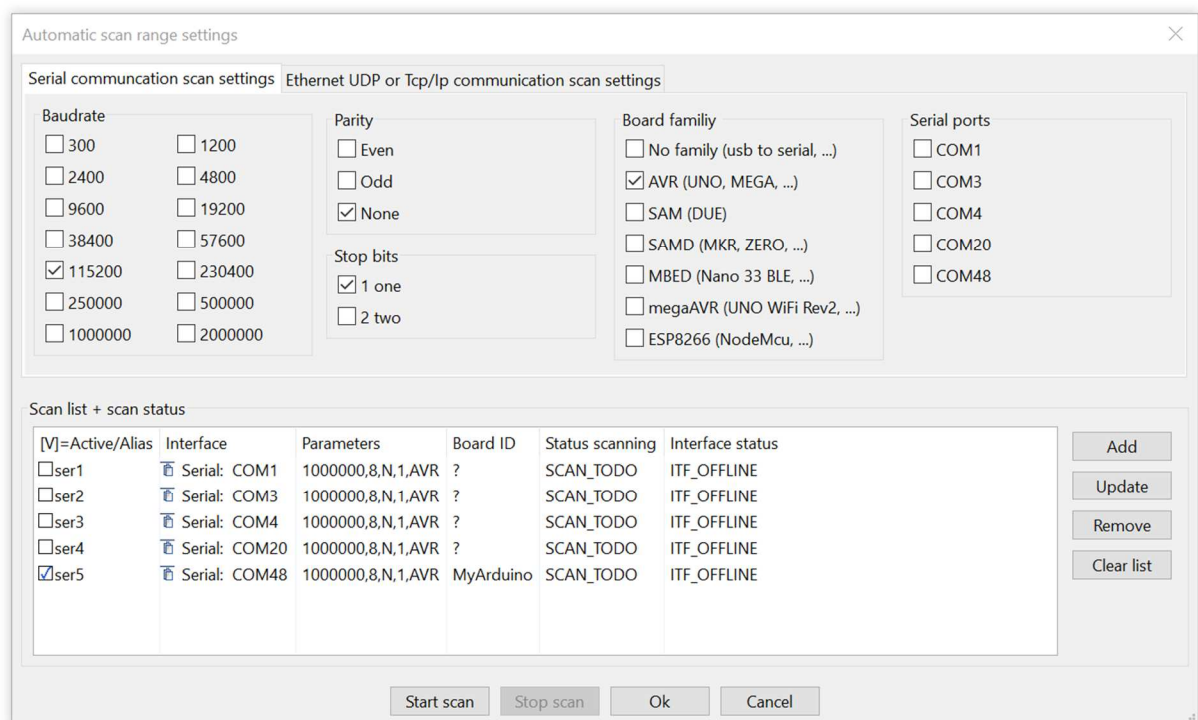 Automatic scan range settings
Serial communcation scan settings
Ethernet UDP or Tcp/Ip communication scan settings
Baudrate
300
1200
2400
4800
9600
19200
38400
57600
115200
230400
250000
500000
1000000
2000000
Parity
Even
Odd
None
Stop bits
1 one
2 two
Board familiy
No family (usb to serial, ...)
AVR (UNO, MEGA, ...)
SAM (DUE)
SAMD (MKR, ZERO, ...)
MBED (Nano 33 BLE, ...)
megaAVR (UNO WiFi Rev2, ...)
ESP8266 (NodeMcu, ...)
Serial ports
COM1
COM3
COM4
COM20
COM48
Scan list + scan status
[V]=Active/Alias Interface Parameters Board ID Status scanning Interface status
ser1 Serial: COM1 1000000,8,N,1,AVR ? SCAN_TODO ITF_OFFLINE
ser2 Serial: COM3 1000000,8,N,1,AVR ? SCAN_TODO ITF_OFFLINE
ser3 Serial: COM4 1000000,8,N,1,AVR ? SCAN_TODO ITF_OFFLINE
ser4 Serial: COM20 1000000,8,N,1,AVR ? SCAN_TODO ITF_OFFLINE
ser5 Serial: COM48 1000000,8,N,1,AVR MyArduino SCAN_TODO ITF_OFFLINE
Add
Update
Remove
Clear list
Start scan
Stop scan
Ok
Cancel